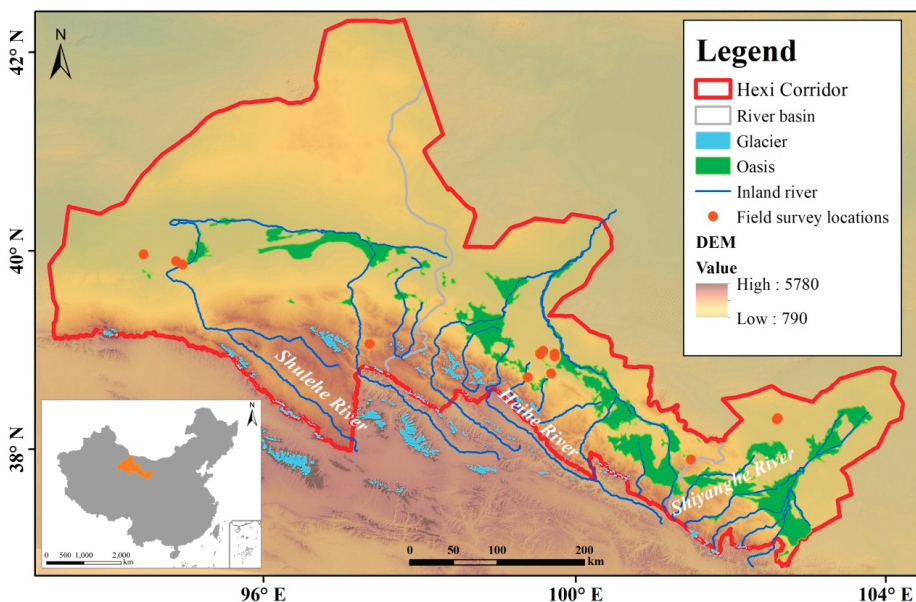 N
42° N
40° N
38° N
Legend
Hexi Corridor
River basin
Glacier
Oasis
Inland river
Field survey locations
DEM
Value
High : 5780
Low : 790
Shulehe River
Heihe River
Shiyanghe River
N
0 500 1,000 2,000
km
0 50 100 200
km
96° E
100° E
104° E